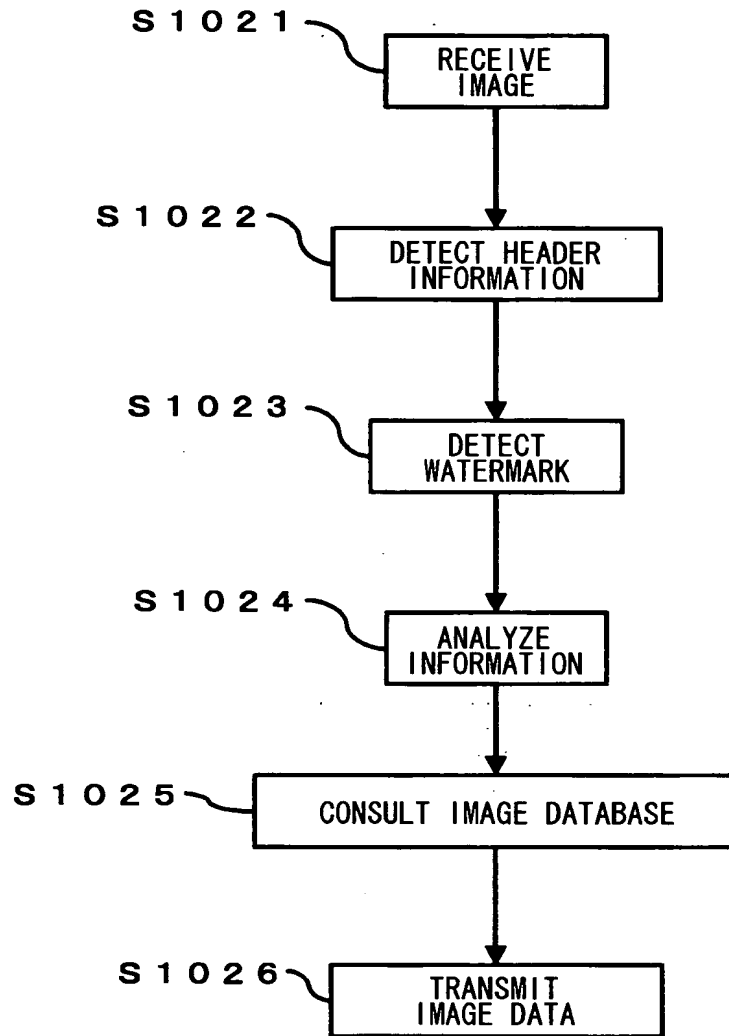 S1021
RECEIVE
IMAGE
S1022
DETECT HEADER
INFORMATION
S1023
DETECT
WATERMARK
S1024
ANALYZE
INFORMATION
S1025
CONSULT IMAGE DATABASE
S1026
TRANSMIT
IMAGE DATA